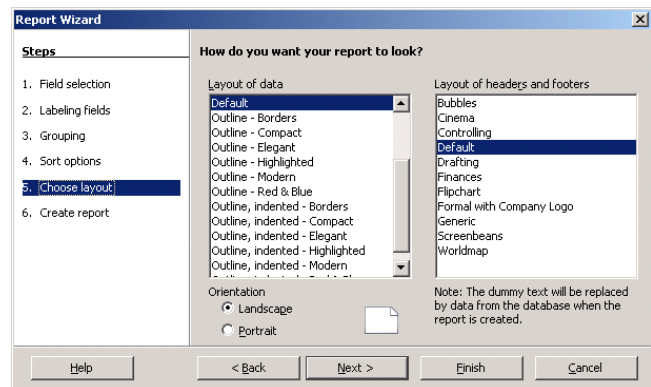 Report Wizard
Steps
1. Field selection
2. Labeling fields
3. Grouping
4. Sort options
5. Choose layout
6. Create report
How do you want your report to look?
Layout of data
Default
Outline - Borders
Outline - Compact
Outline - Elegant
Outline - Highlighted
Outline - Modern
Outline - Red & Blue
Outline, indented - Borders
Outline, indented - Compact
Outline, indented - Elegant
Outline, indented - Highlighted
Outline, indented - Modern
Layout of headers and footers
Bubbles
Cinema
Controlling
Default
Drafting
Finances
Flipchart
Formal with Company Logo
Generic
Screenbeans
Worldmap
Orientation
Landscape
Portrait
Note: The dummy text will be replaced
by data from the database when the
report is created.
Help
< Back
Next >
Finish
Cancel